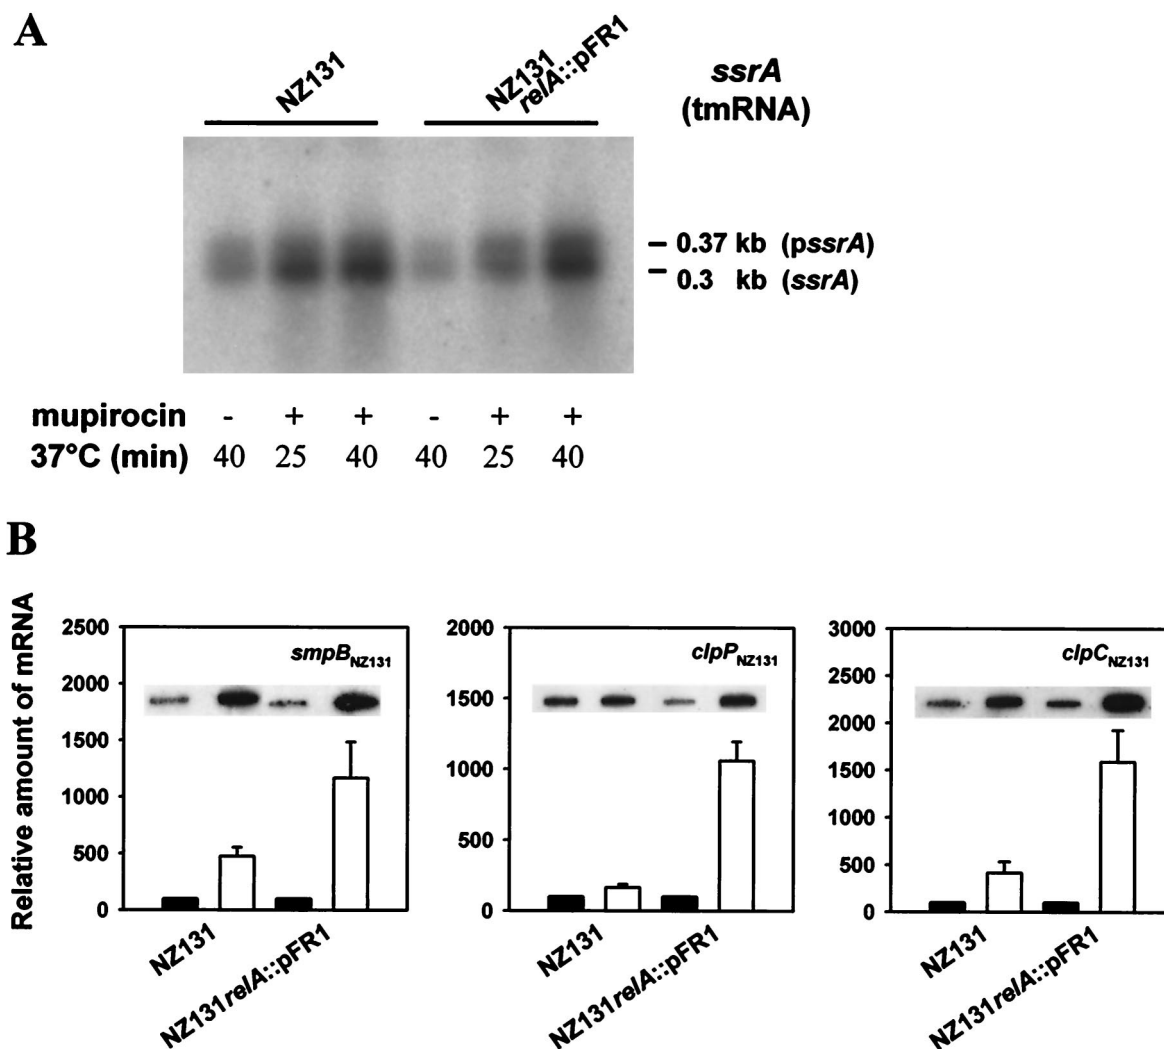 A
NZ131
NZ131
relA::pFR1
ssrA
(tmRNA)
0.37 kb (pssrA)
0.3 kb (ssrA)
mupirocin - + + - + +
37°C (min) 40 25 40 40 25 40
B
Relative amount of mRNA
2500
2000
1500
1000
500
0
smpBNZ131
NZ131
NZ131relA::pFR1
2000
1500
1000
500
0
clpPNZ131
NZ131
NZ131relA::pFR1
3000
2500
2000
1500
1000
500
0
clpCNZ131
NZ131
NZ131relA::pFR1